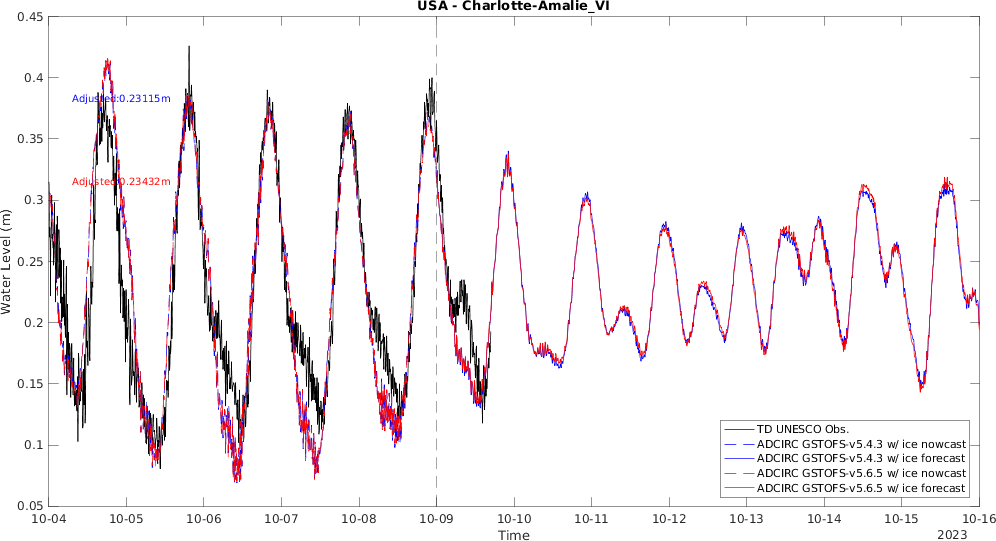 USA - Charlotte-Amalie_VI
0.45
0.4
0.35
0.3
0.25
0.2
0.15
0.1
0.05
Water Level (m)
Adjusted:0.23115m
Adjusted:0.23432m
TD UNESCO Obs.
ADCIRC GSTOFS-v5.4.3 w/ ice nowcast
ADCIRC GSTOFS-v5.4.3 w/ ice forecast
ADCIRC GSTOFS-v5.6.5 w/ ice nowcast
ADCIRC GSTOFS-v5.6.5 w/ ice forecast
10-04 10-05 10-06 10-07 10-08 10-09 10-10 10-11 10-12 10-13 10-14 10-15 10-16
Time
2023